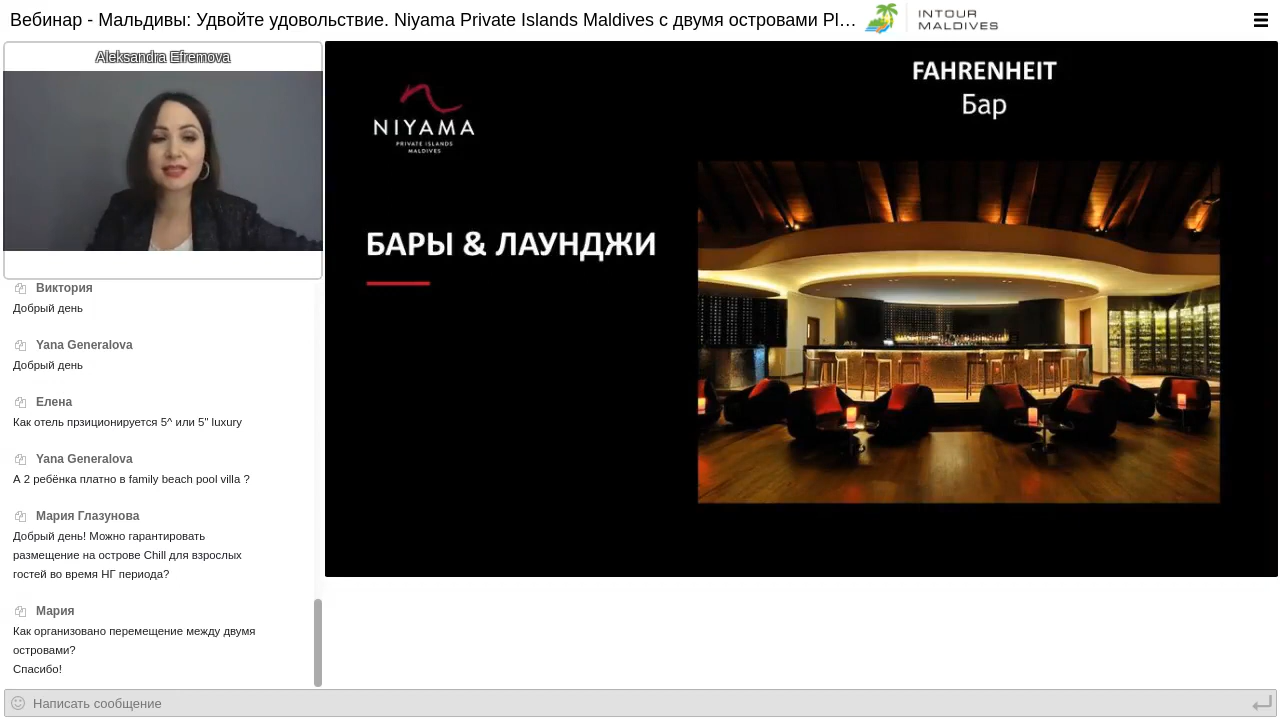 Вебинар - Мальдивы: Удвойте удовольствие. Niyama Private Islands Maldives с двумя островами Pl…
INTOUR
MALDIVES
Aleksandra Efremova
Виктория
Добрый день
Yana Generalova
Добрый день
Елена
Как отель прзиционируется 5^ или 5" luxury
Yana Generalova
А 2 ребёнка платно в family beach pool villa ?
Мария Глазунова
Добрый день! Можно гарантировать
размещение на острове Chill для взрослых
гостей во время НГ периода?
Мария
Как организовано перемещение между двумя
островами?
Спасибо!
Написать сообщение
NIYAMA
PRIVATE ISLANDS
MALDIVES
БАРЫ & ЛАУНДЖИ
FAHRENHEIT
Бар